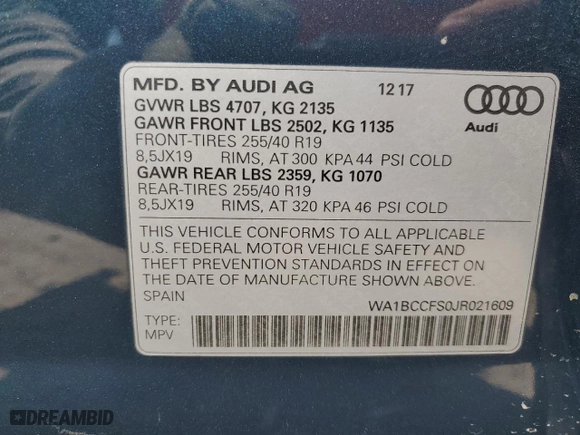 MFD. BY AUDI AG 12 17
GVWR LBS 4707, KG 2135
GAWR FRONT LBS 2502, KG 1135
FRONT-TIRES 255/40 R19
8,5JX19 RIMS, AT 300 KPA 44 PSI COLD
GAWR REAR LBS 2359, KG 1070
REAR-TIRES 255/40 R19
8,5JX19 RIMS, AT 320 KPA 46 PSI COLD
Audi
THIS VEHICLE CONFORMS TO ALL APPLICABLE
U.S. FEDERAL MOTOR VEHICLE SAFETY AND
THEFT PREVENTION STANDARDS IN EFFECT ON
THE DATE OF MANUFACTURE SHOWN ABOVE.
SPAIN
WA1BCCFS0JR021609
TYPE:
MPV
DREAMBID